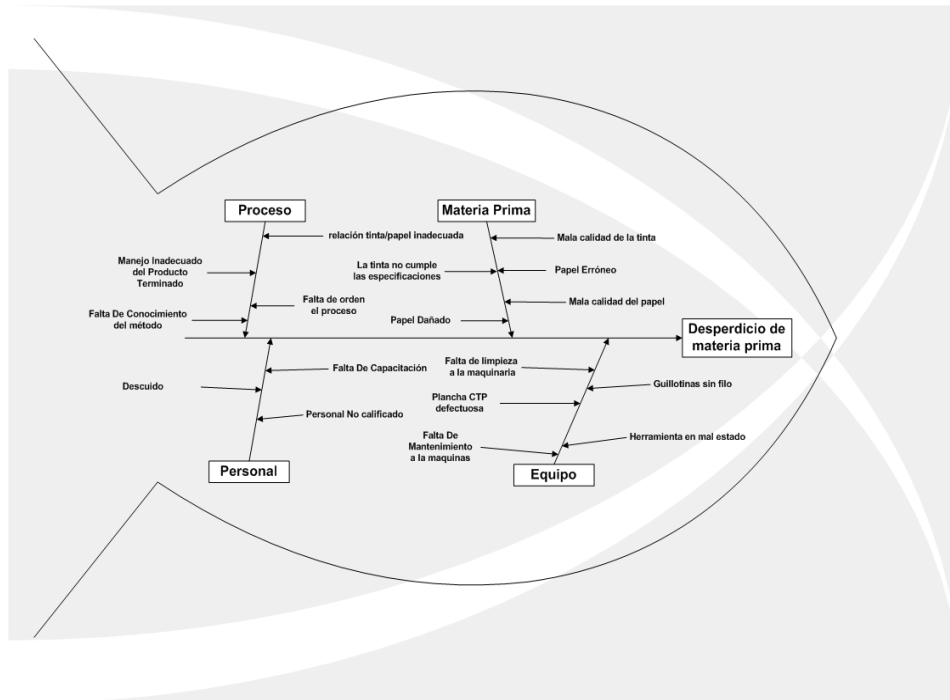 Proceso
relación tinta/papel inadecuada
Manejo Inadecuado
del Producto
Terminado
Falta de orden
el proceso
Falta De Conocimiento
del método
Materia Prima
Mala calidad de la tinta
La tinta no cumple
las especificaciones
Papel Erróneo
Mala calidad del papel
Papel Dañado
Desperdicio de
materia prima
Falta De Capacitación
Descuido
Personal No calificado
Personal
Falta de limpieza
a la maquinaria
Guillotinas sin filo
Plancha CTP
defectuosa
Falta De
Mantenimiento
a la maquinas
Herramienta en mal estado
Equipo